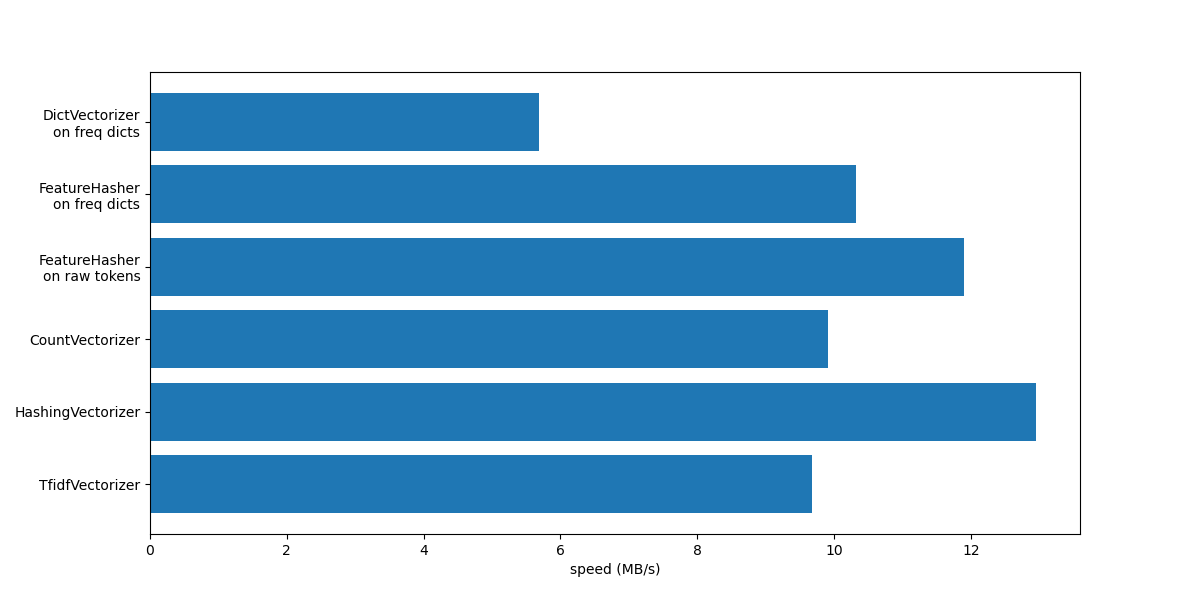 DictVectorizer
on freq dicts
FeatureHasher
on freq dicts
FeatureHasher
on raw tokens
CountVectorizer
HashingVectorizer
TfidfVectorizer
0 2 4 6 8 10 12
speed (MB/s)